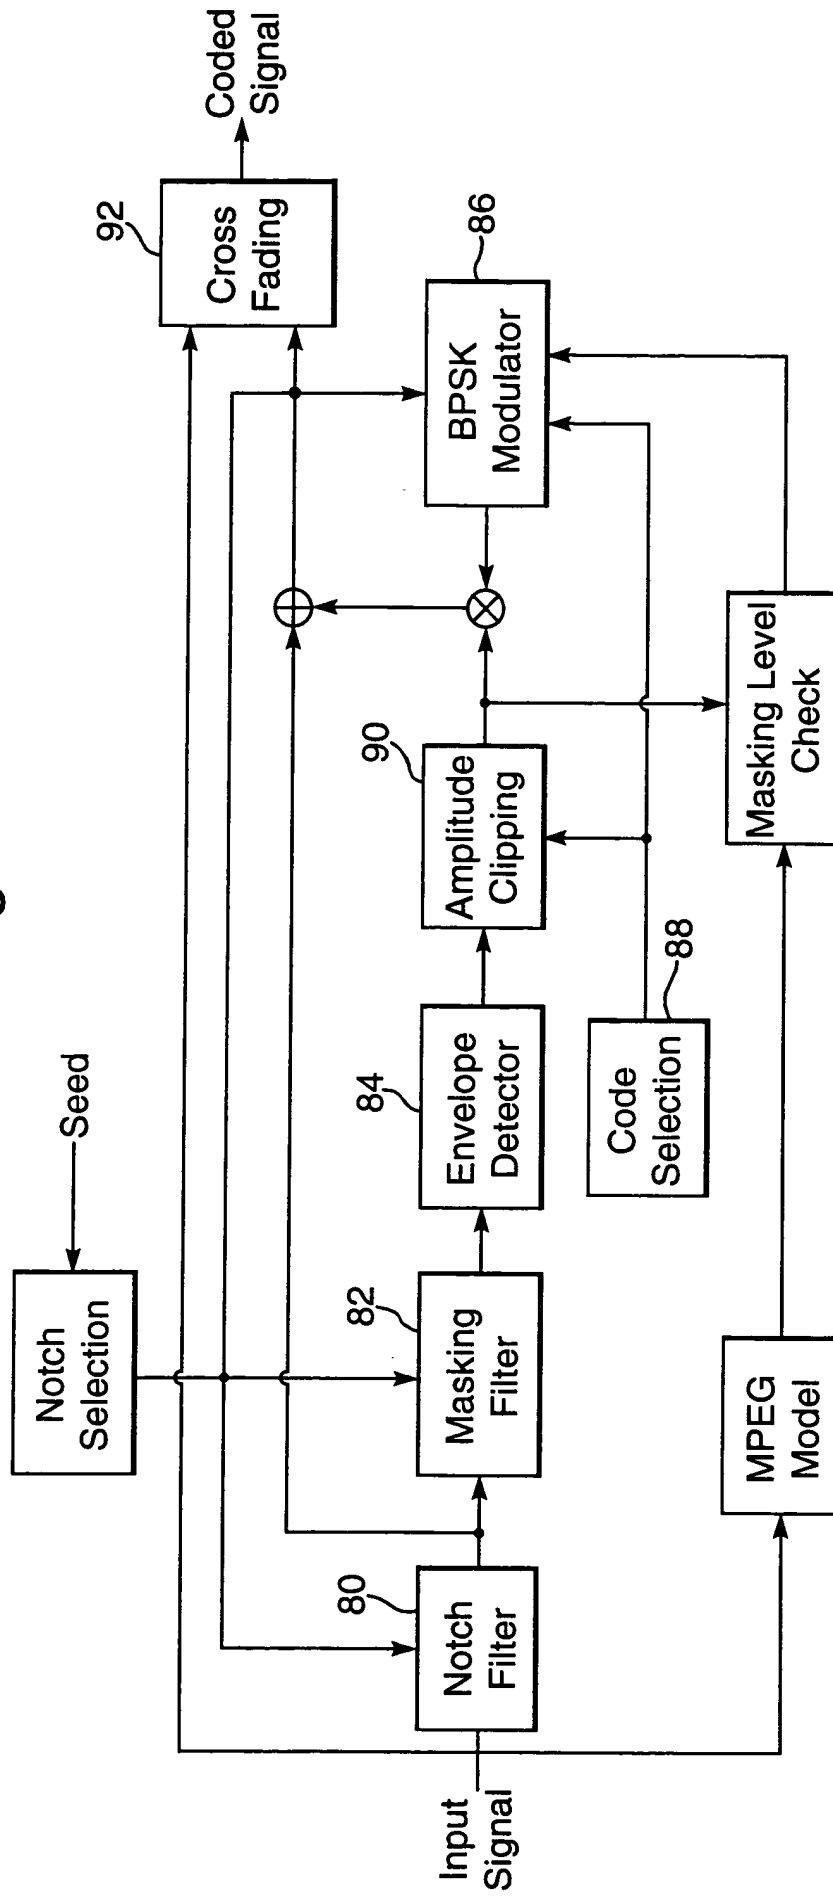 Seed
Notch
Selection
92
Cross
Fading
Coded
Signal
Input
Signal
80
Notch
Filter
82
Masking
Filter
84
Envelope
Detector
90
Amplitude
Clipping
86
BPSK
Modulator
88
Code
Selection
MPEG
Model
Masking Level
Check